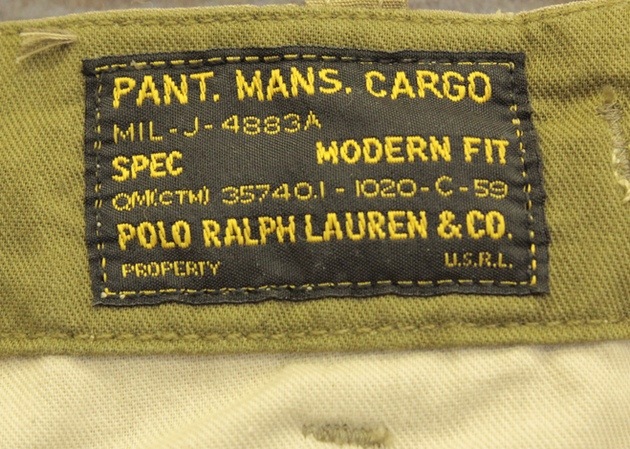 PANT. MANS. CARGO
MIL-J-4883A
SPEC MODERN FIT
QM(CTM) 35740.1-1020-C-59
POLO RALPH LAUREN & CO.
PROPERTY U.S.R.L.